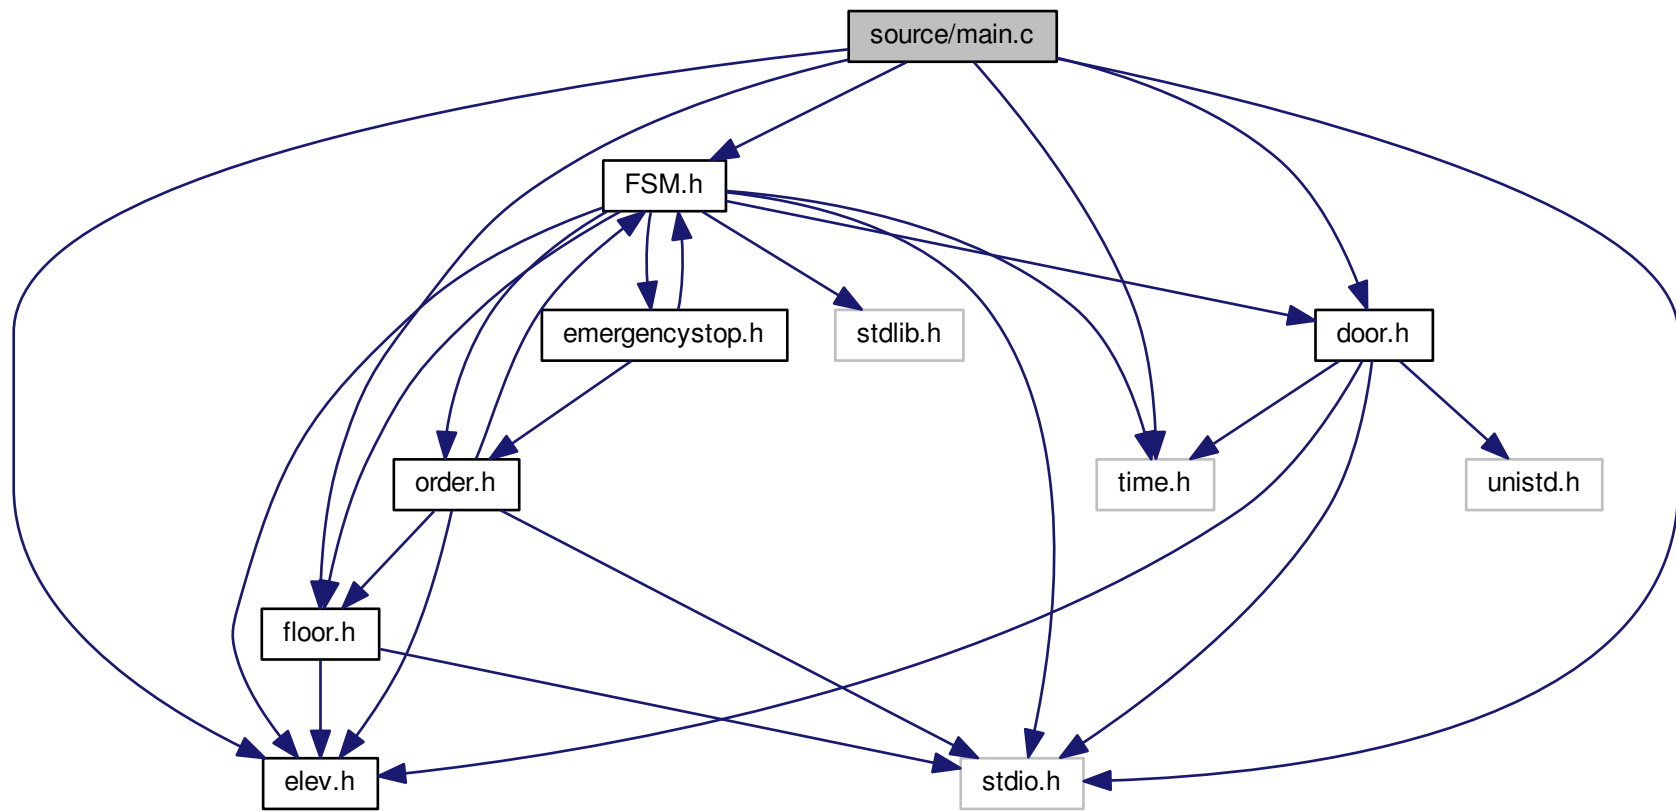 source/main.c
FSM.h
emergencystop.h
stdlib.h
door.h
order.h
time.h
unistd.h
floor.h
elev.h
stdio.h